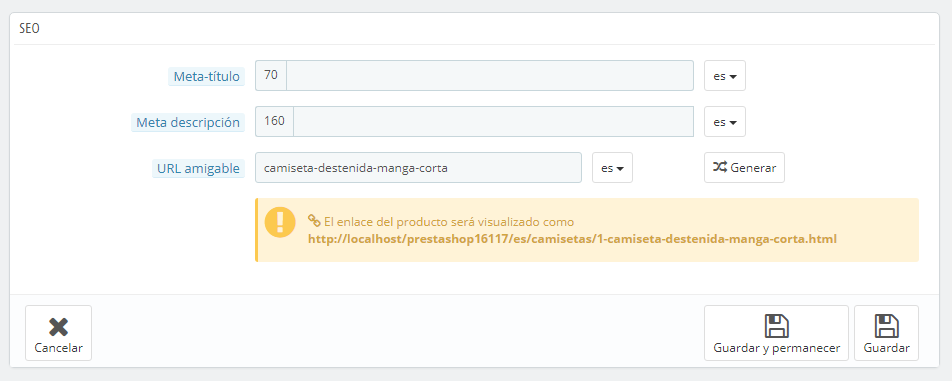 SEO
Meta-título 70 es
Meta descripción 160 es
URL amigable camiseta-destenida-manga-corta es Generar
El enlace del producto será visualizado como
http://localhost/prestashop16117/es/camisetas/1-camiseta-destenida-manga-corta.html
Cancelar Guardar y permanecer Guardar